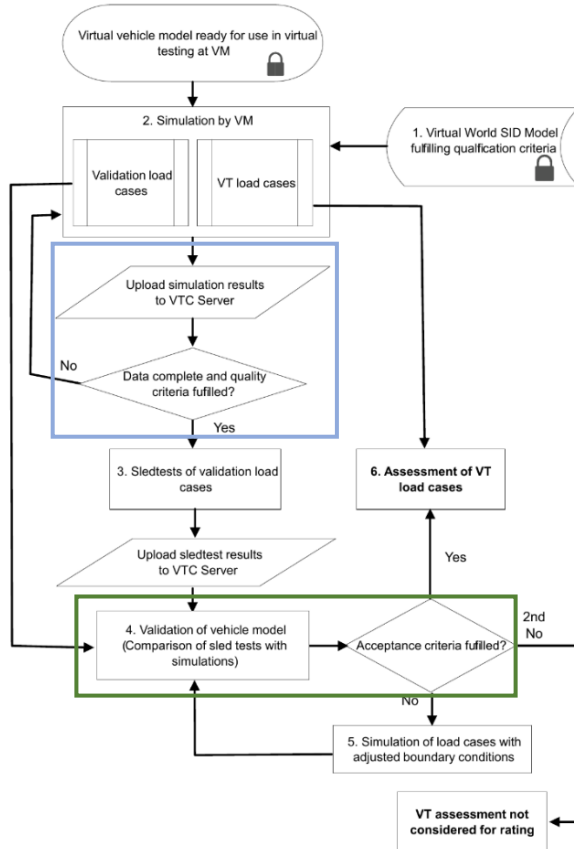 Virtual vehicle model ready for use in virtual
testing at VM
2. Simulation by VM
1. Virtual World SID Model
fulfilling qualfication criteria
Validation load
cases
VT load cases
Upload simulation results
to VTC Server
No
Data complete and quality
criteria fufilled?
Yes
3. Sledtests of validation load
cases
6. Assessment of VT
load cases
Upload sledtest results
to VTC Server
Yes
4. Validation of vehicle model
(Comparison of sled tests with
simulations)
Acceptance criteria fufilled?
2nd
No
No
5. Simulation of load cases with
adjusted boundary conditions
VT assessment not
considered for rating